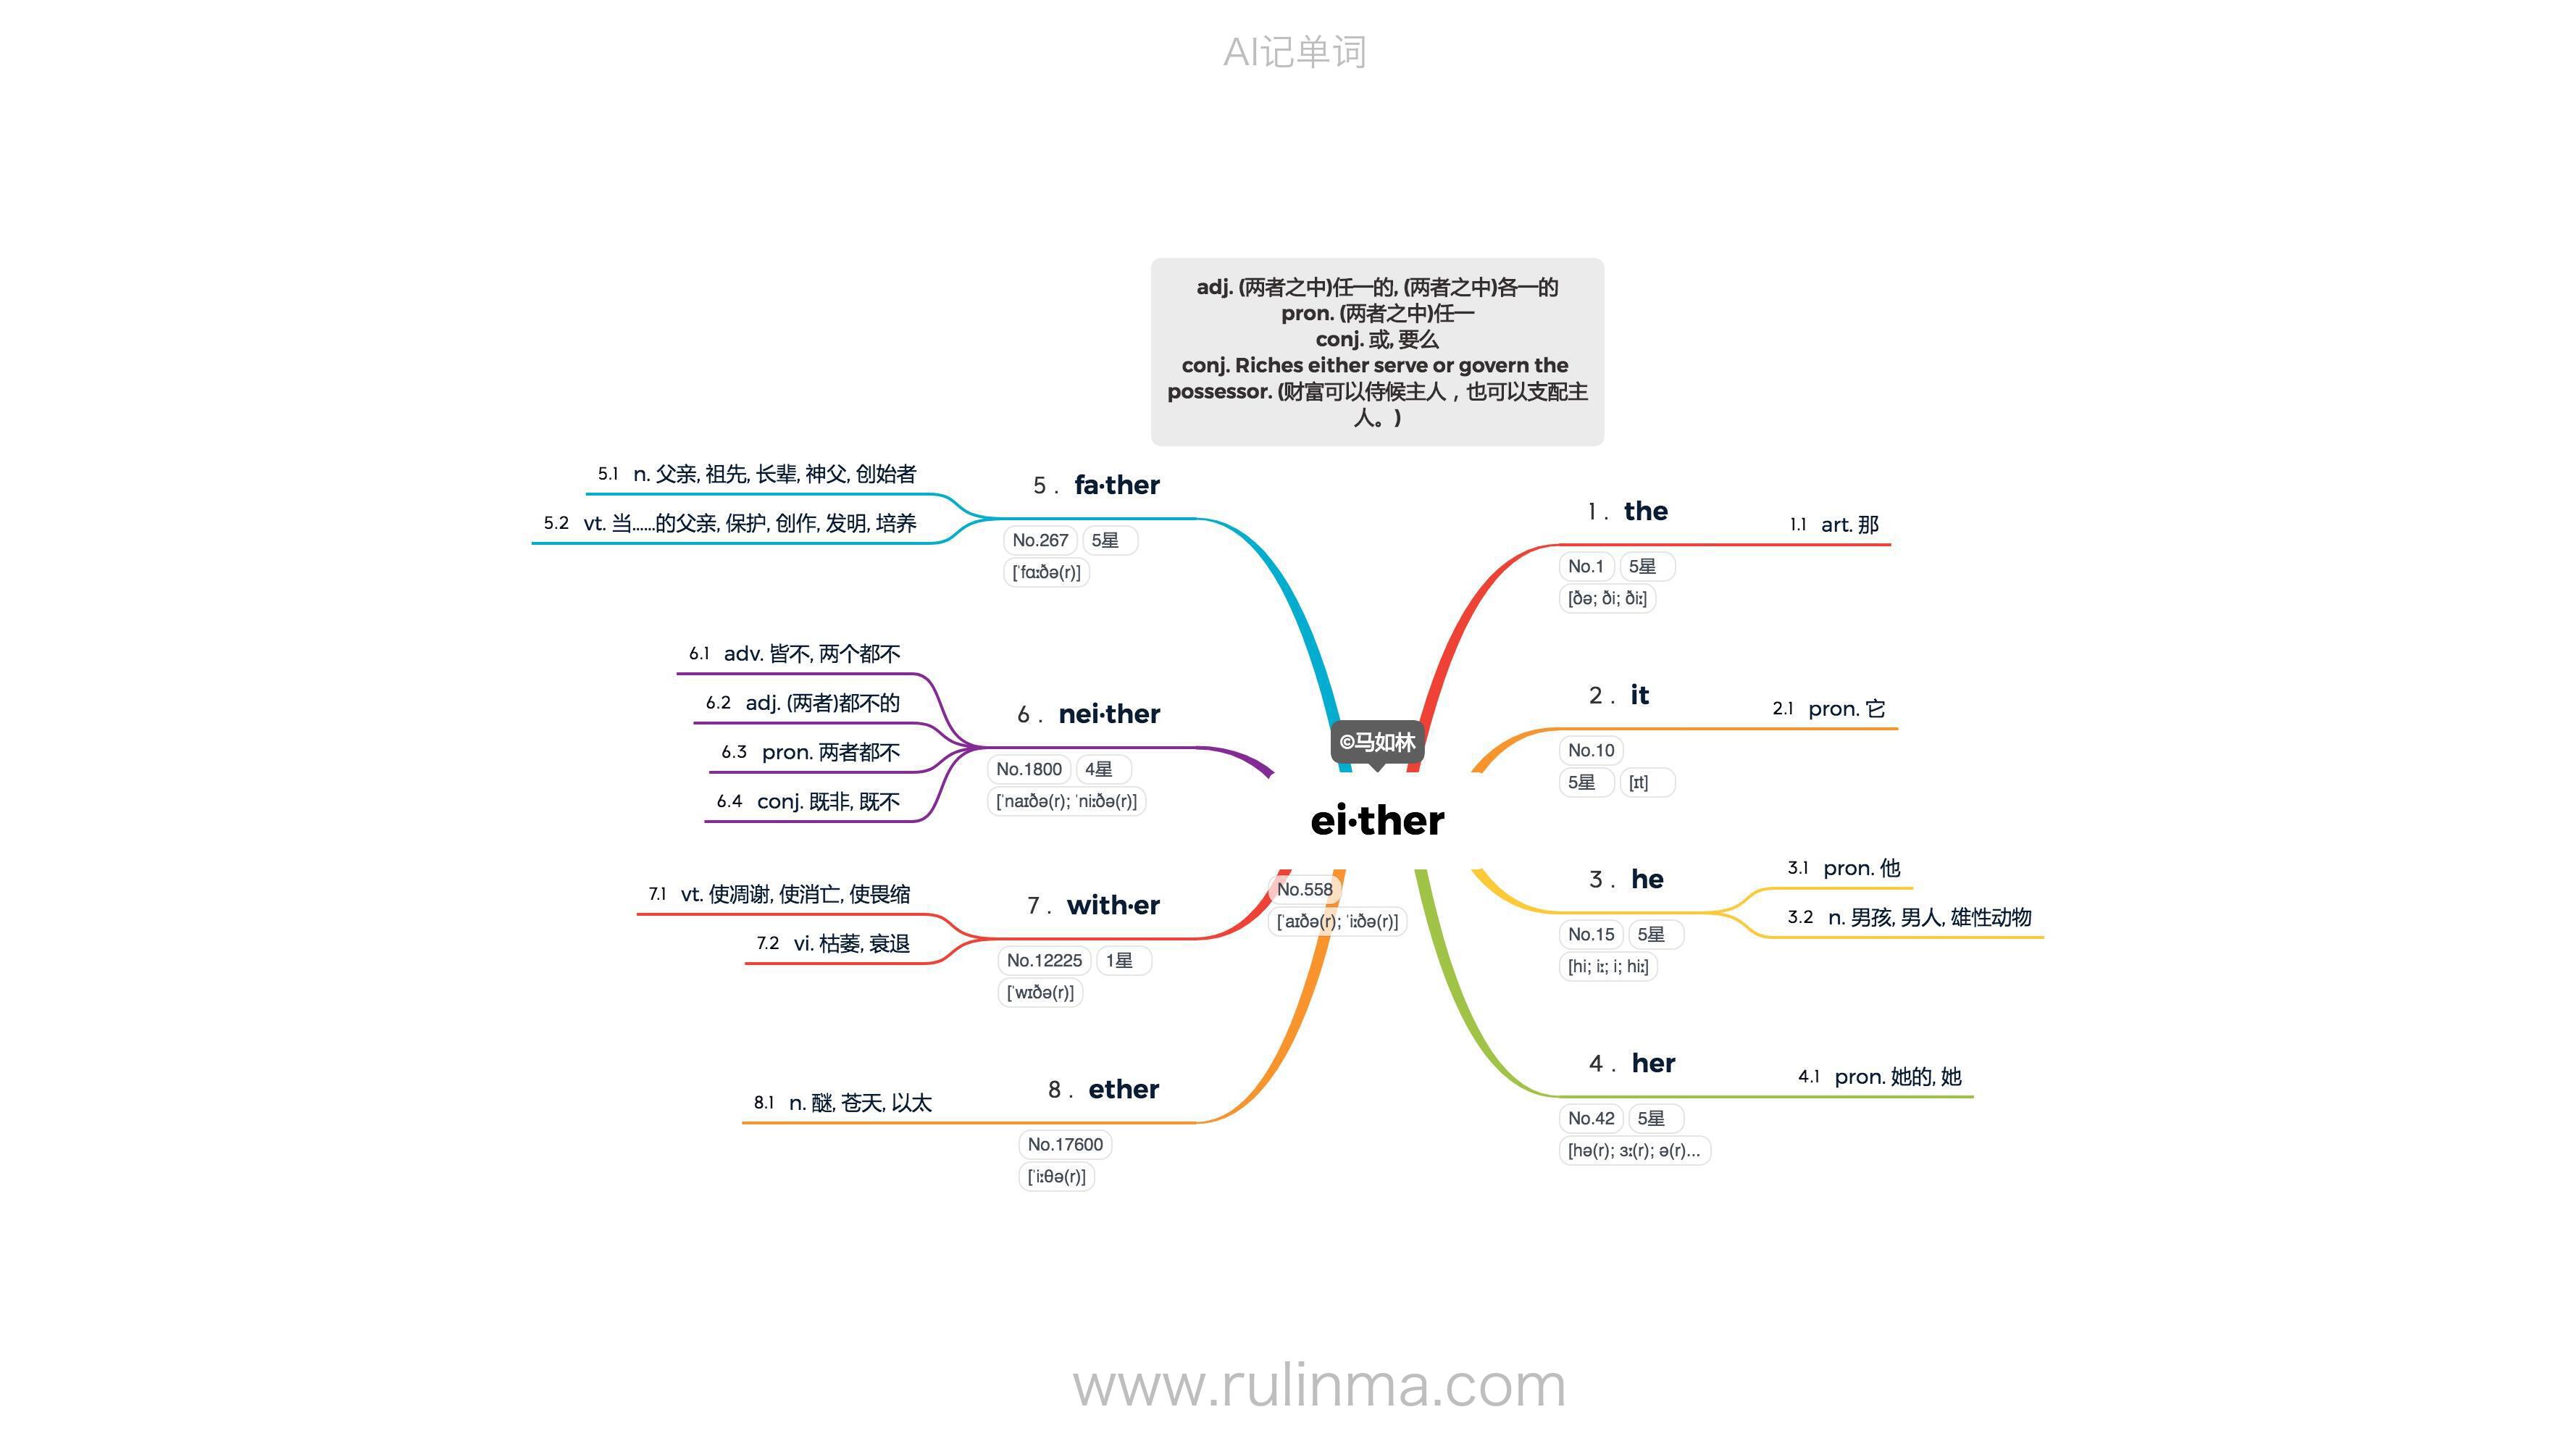 AI记单词
adj. (两者之中)任一的, (两者之中)各一的
pron. (两者之中)任一
conj. 或, 要么
conj. Riches either serve or govern the
possessor. (财富可以侍候主人，也可以支配主
人。)
©马如林
ei·ther
No.558
[ˈaɪðə(r); ˈiːðə(r)]
1 . the
No.1 5星
[ðə; ði; ðiː]
1.1 art. 那
2 . it
No.10
5星 [ɪt]
2.1 pron. 它
3 . he
No.15 5星
[hi; iː; i; hiː]
3.1 pron. 他
3.2 n. 男孩, 男人, 雄性动物
4 . her
No.42 5星
[hə(r); ɜː(r); ə(r)...
4.1 pron. 她的, 她
5 . fa·ther
No.267 5星
[ˈfɑːðə(r)]
5.1 n. 父亲, 祖先, 长辈, 神父, 创始者
5.2 vt. 当……的父亲, 保护, 创作, 发明, 培养
6 . nei·ther
No.1800 4星
[ˈnaɪðə(r); ˈniːðə(r)]
6.1 adv. 皆不, 两个都不
6.2 adj. (两者)都不的
6.3 pron. 两者都不
6.4 conj. 既非, 既不
7 . with·er
No.12225 1星
[ˈwɪðə(r)]
7.1 vt. 使凋谢, 使消亡, 使畏缩
7.2 vi. 枯萎, 衰退
8 . ether
No.17600
[ˈiːθə(r)]
8.1 n. 醚, 苍天, 以太
www.rulinma.com